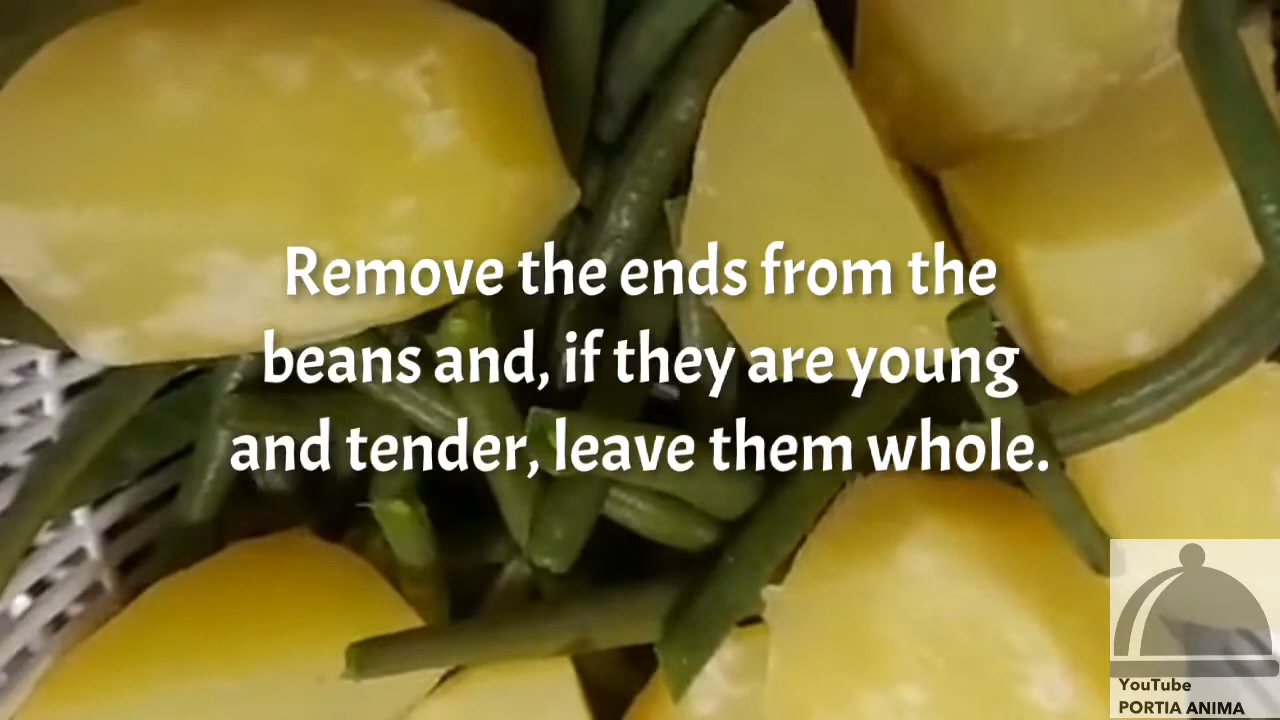 Remove the ends from the
beans and, if they are young
and tender, leave them whole.
YouTube
PORTIA ANIMA